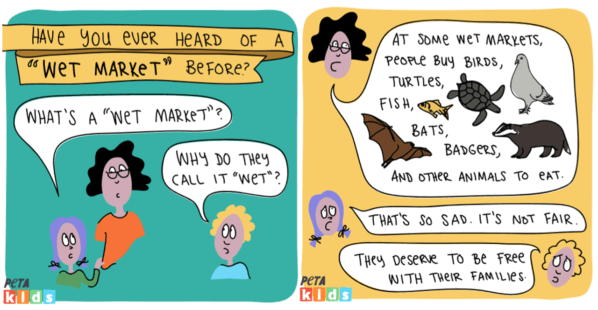 HAVE YOU EVER HEARD OF A
"WET MARKET" BEFORE?
WHAT'S A "WET MARKET"?
WHY DO THEY
CALL IT "WET"?
PETA
kids
AT SOME WET MARKETS,
PEOPLE BUY BIRDS,
TURTLES,
FISH,
BATS,
BADGERS,
AND OTHER ANIMALS TO EAT.
THAT'S SO SAD. IT'S NOT FAIR.
THEY DESERVE TO BE FREE
WITH THEIR FAMILIES.
PETA
kids